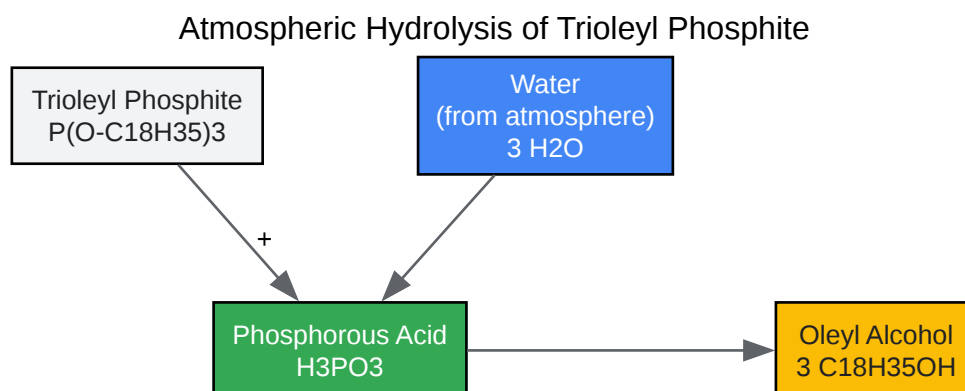 Atmospheric Hydrolysis of Trioleyl Phosphite
Trioleyl Phosphite
P(O-C18H35)3
Water
(from atmosphere)
3 H2O
+
Phosphorous Acid
H3PO3
Oleyl Alcohol
3 C18H35OH